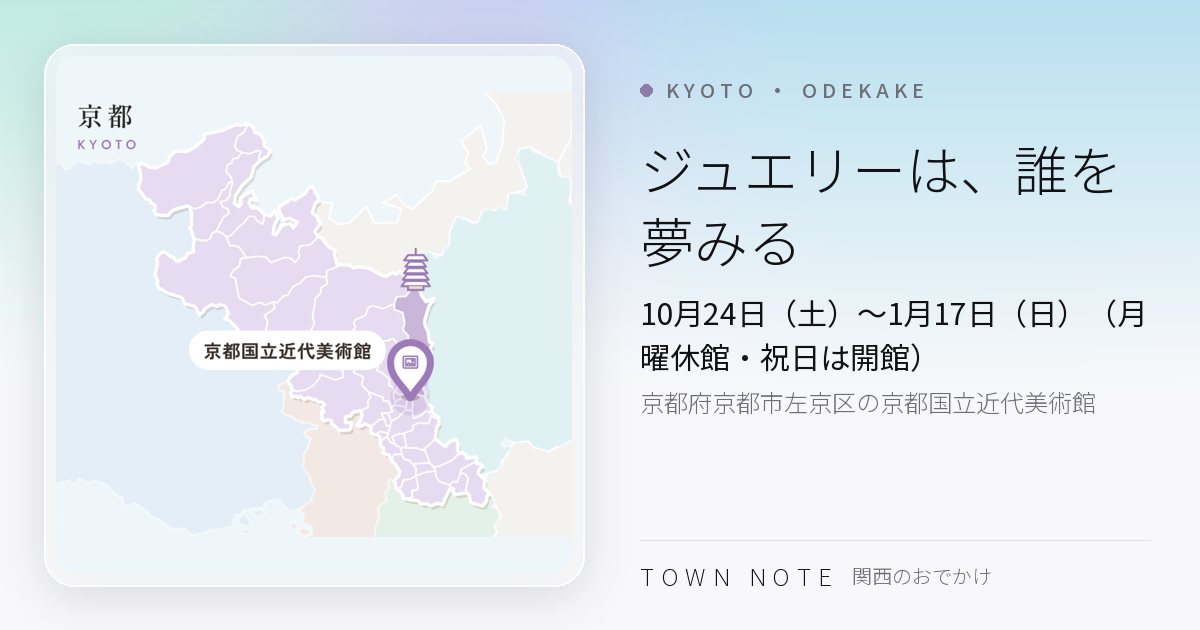 京都
KYOTO
京都国立近代美術館
KYOTO • ODEKAKE
ジュエリーは、誰を
夢みる
10月24日（土）〜1月17日（日）（月
曜休館・祝日は開館）
京都府京都市左京区の京都国立近代美術館
TOWN NOTE 関西のおでかけ